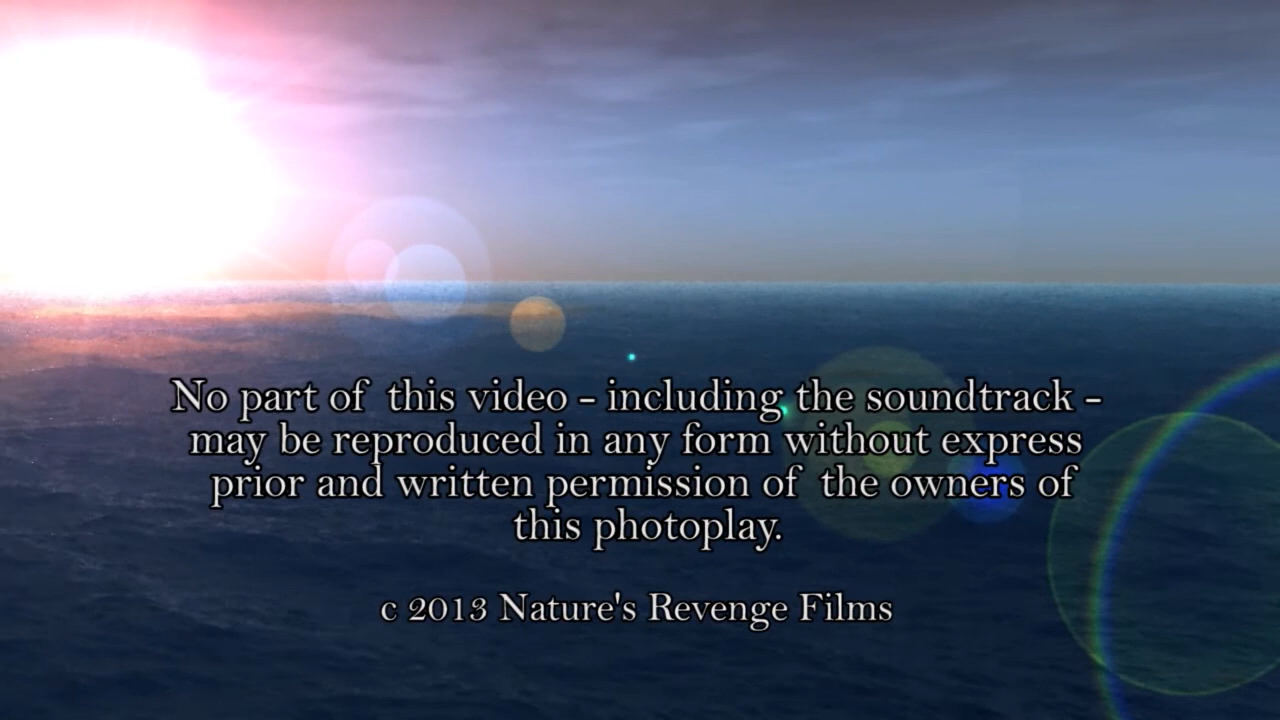 No part of this video - including the soundtrack -
may be reproduced in any form without express
prior and written permission of the owners of
this photoplay.
c 2013 Nature's Revenge Films